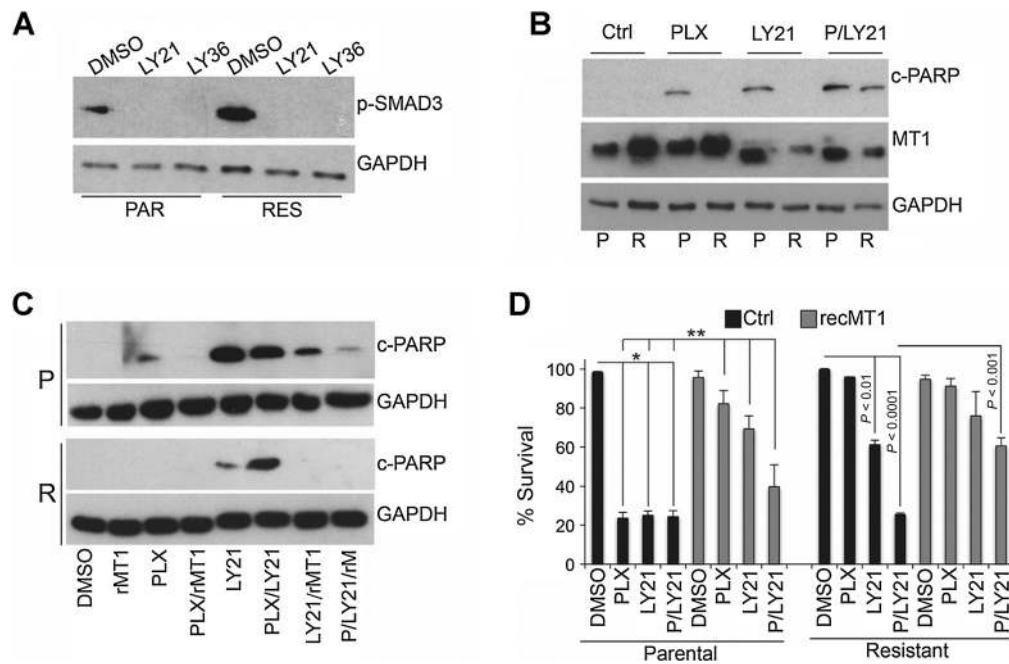 A
DMSO LY21 LY36 DMSO LY21 LY36
p-SMAD3
GAPDH
PAR RES
B
Ctrl PLX LY21 P/LY21
c-PARP
MT1
GAPDH
P R P R P R P R
C
P
c-PARP
GAPDH
R
c-PARP
GAPDH
DMSO rMT1 PLX PLX/rMT1 LY21 PLX/LY21 LY21/rMT1 P/LY21/rM
D
Ctrl recMT1
% Survival
100
80
60
40
20
0
**
*
P < 0.01
P < 0.0001
P < 0.001
DMSO PLX LY21 P/LY21 DMSO PLX LY21 P/LY21 DMSO PLX LY21 P/LY21 DMSO PLX LY21 P/LY21
Parental Resistant